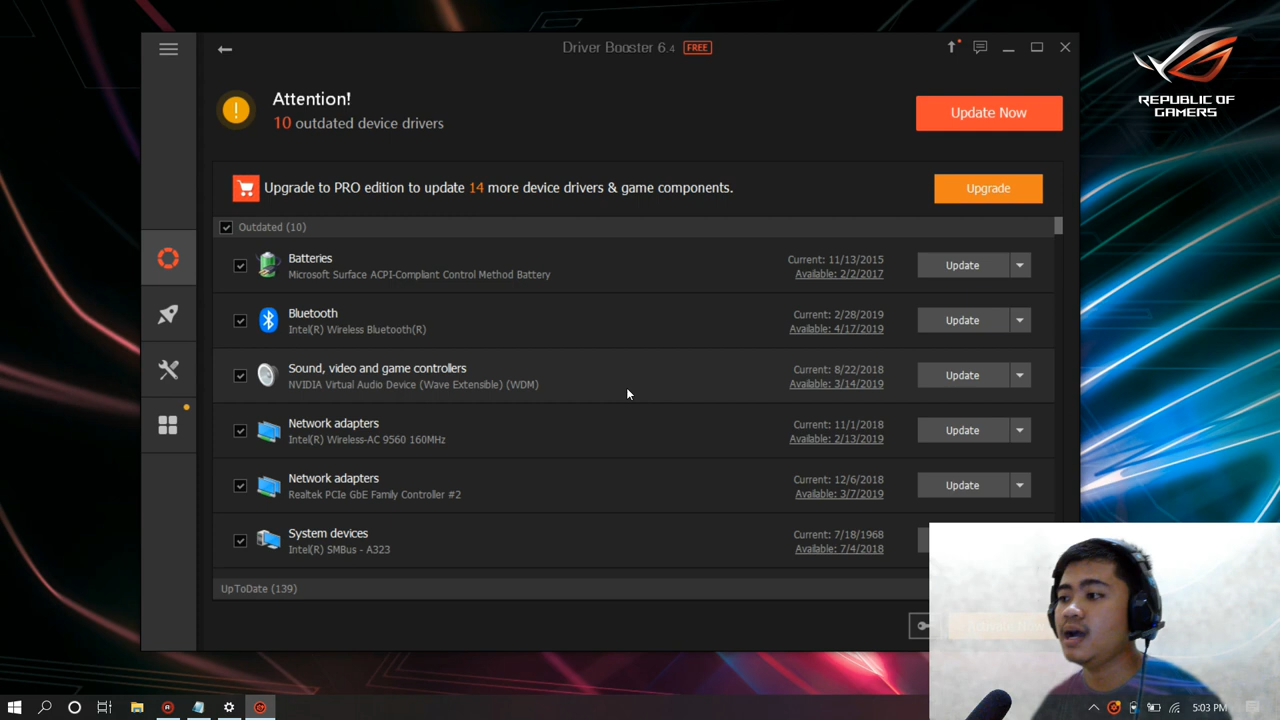 Driver Booster 6.4 FREE
REPUBLIC OF
GAMERS
Attention!
10 outdated device drivers
Update Now
Upgrade to PRO edition to update 14 more device drivers & game components.
Upgrade
Outdated (10)
Batteries
Microsoft Surface ACPI-Compliant Control Method Battery
Current: 11/13/2015
Available: 2/2/2017
Update
Bluetooth
Intel(R) Wireless Bluetooth(R)
Current: 2/28/2019
Available: 4/17/2019
Update
Sound, video and game controllers
NVIDIA Virtual Audio Device (Wave Extensible) (WDM)
Current: 8/22/2018
Available: 3/14/2019
Update
Network adapters
Intel(R) Wireless-AC 9560 160MHz
Current: 11/1/2018
Available: 2/13/2019
Update
Network adapters
Realtek PCIe GbE Family Controller #2
Current: 12/6/2018
Available: 3/7/2019
Update
System devices
Intel(R) SMBus - A323
Current: 7/18/1968
Available: 7/4/2018
UpToDate (139)
5:03 PM